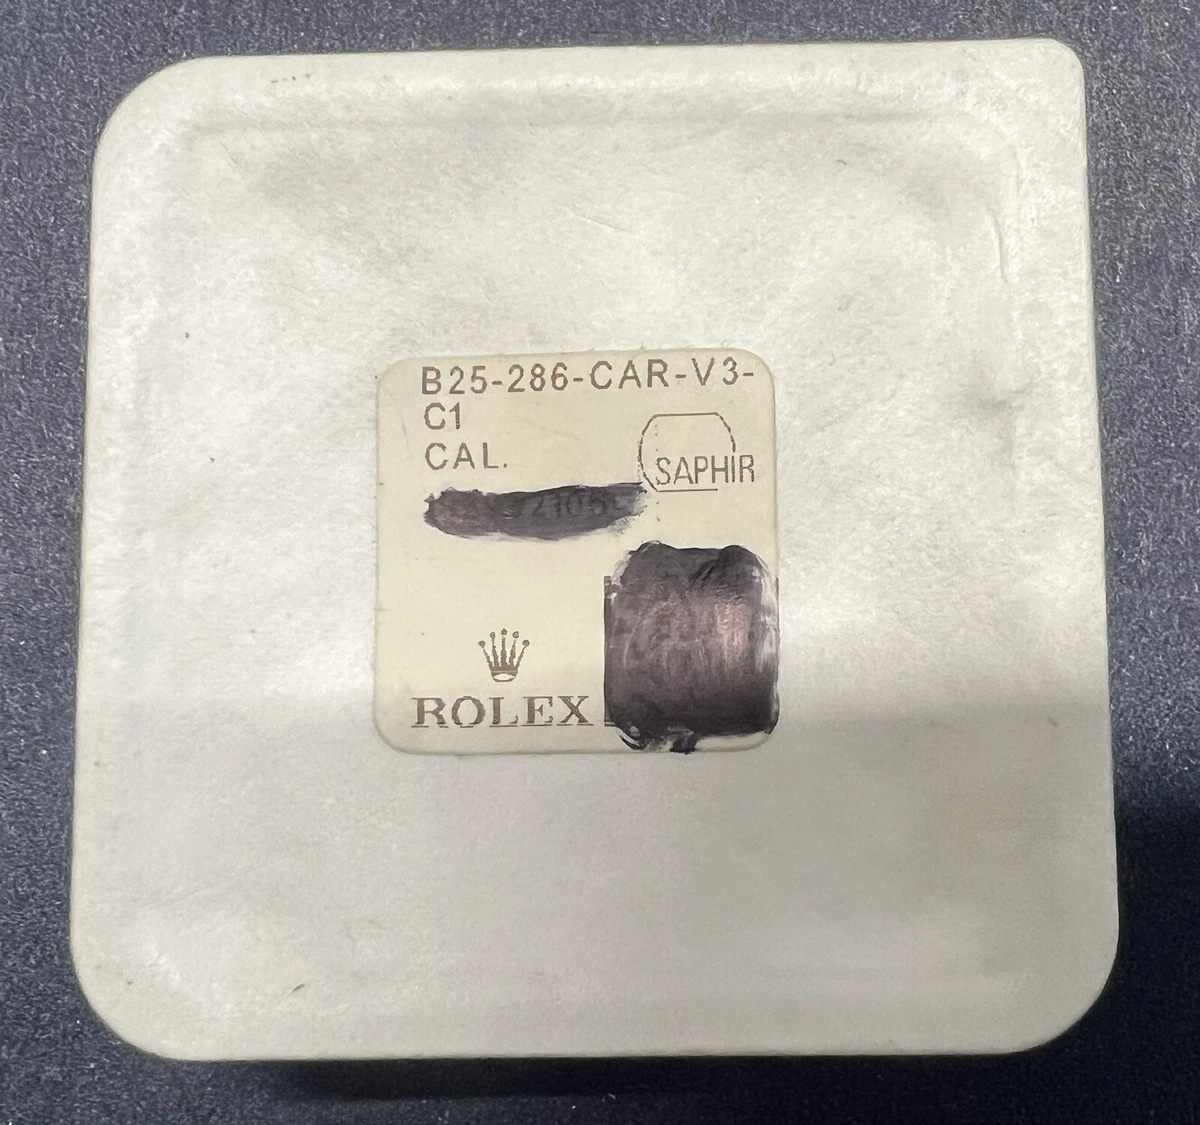 B25-286-CAR-V3-
C1
CAL.
SAPHIR
ROLEX